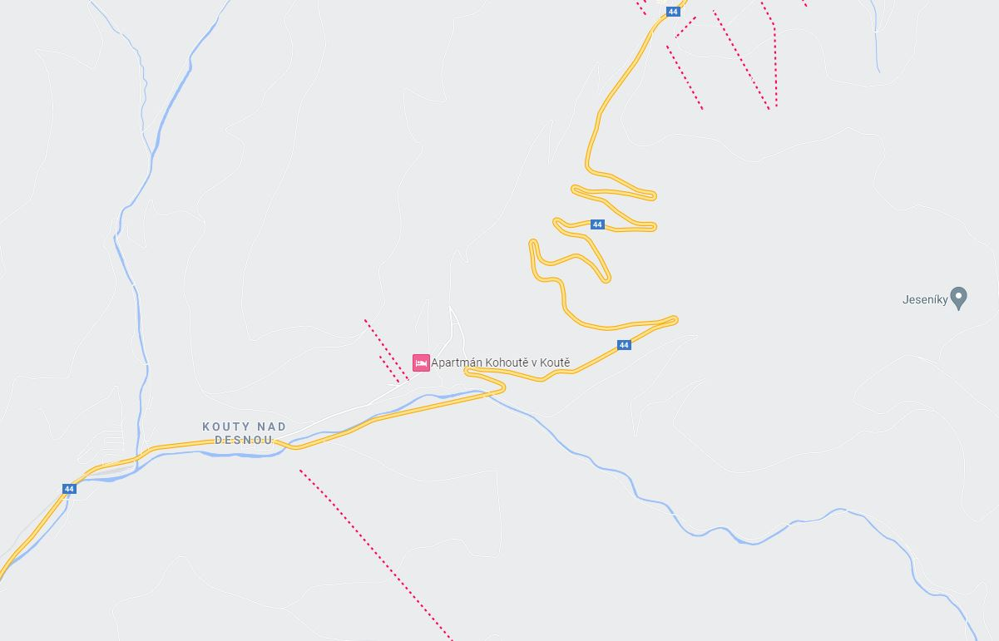 44
44
Jeseníky
44
Apartmán Kohoutě v Koutě
KOUTY NAD
DESNOU
44